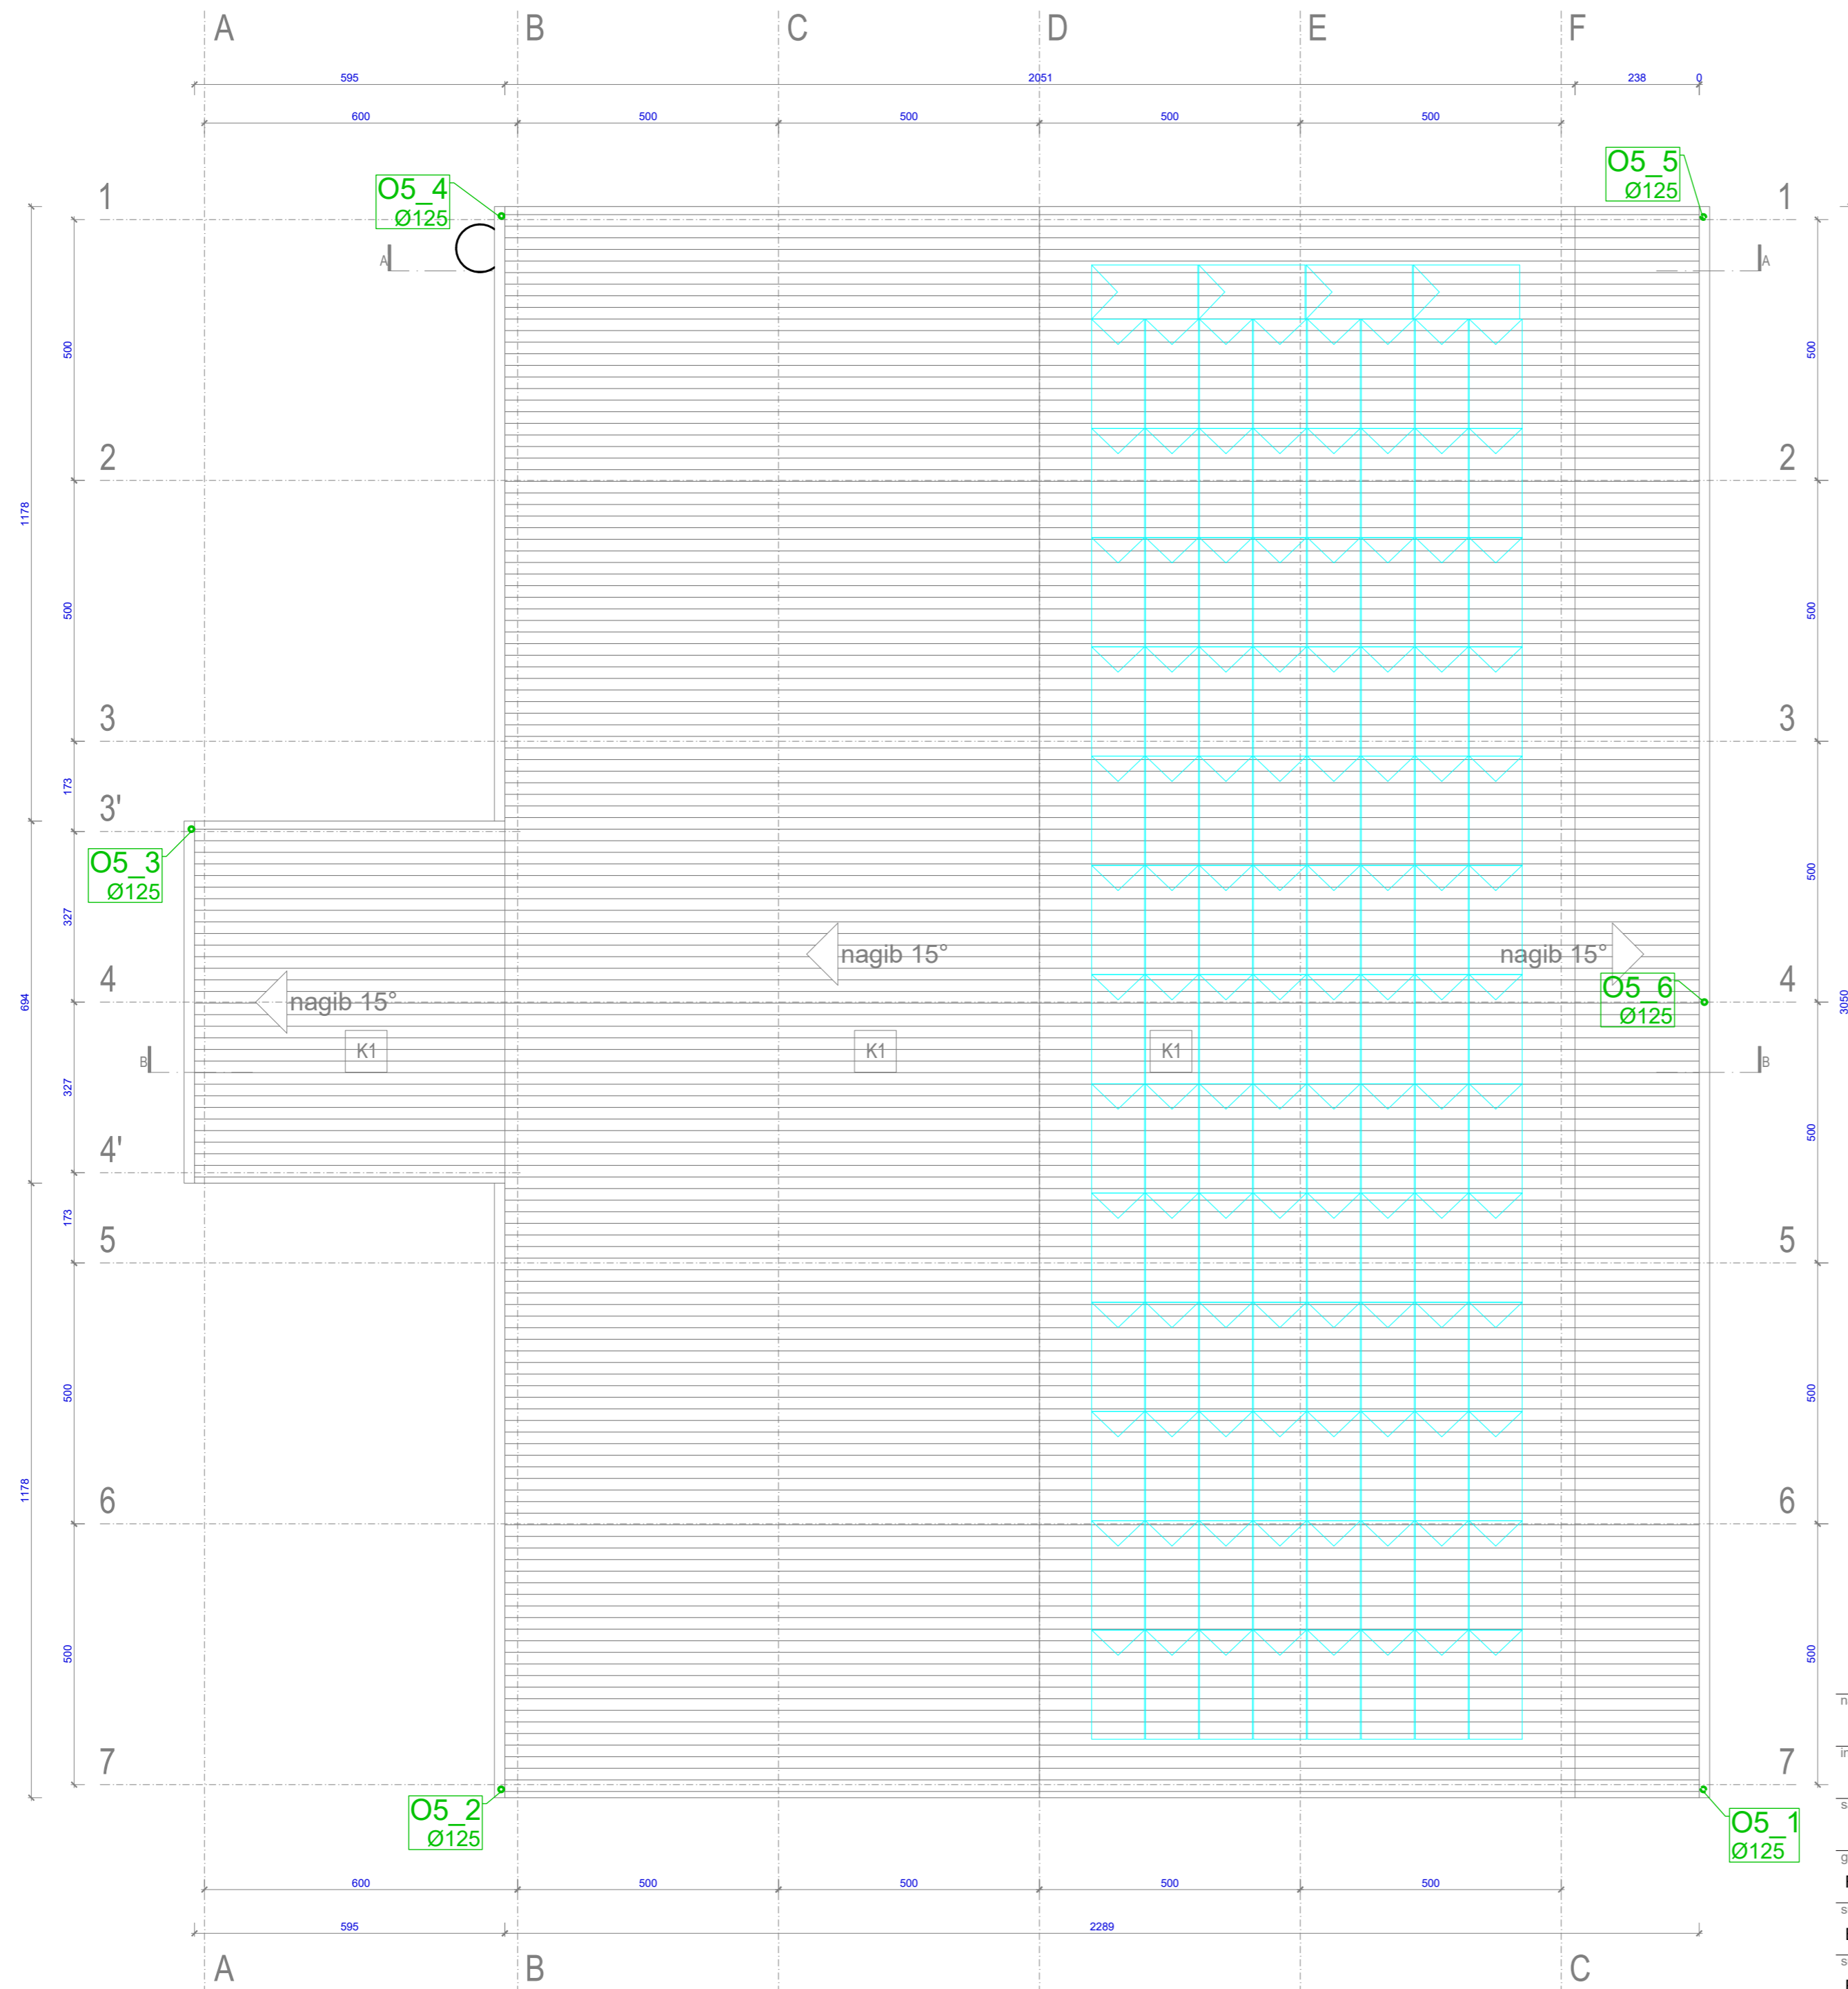 A B C D E F
595 2051 238 0
600 500 500 500 500
O5_4
Ø125
O5_5
Ø125
1 1
A A
500 500
2 2
1178
500 500
3 3
173
3'
O5_3
Ø125
500
327
nagib 15° nagib 15°
4 4
nagib 15°
O5_6
Ø125
694 3050
K1 K1 K1
B B
327
500
4'
173
5 5
500 500
1178
6 6
500 500
7 7
O5_2
Ø125
O5_1
Ø125
600 500 500 500 500
595 2289
A B C